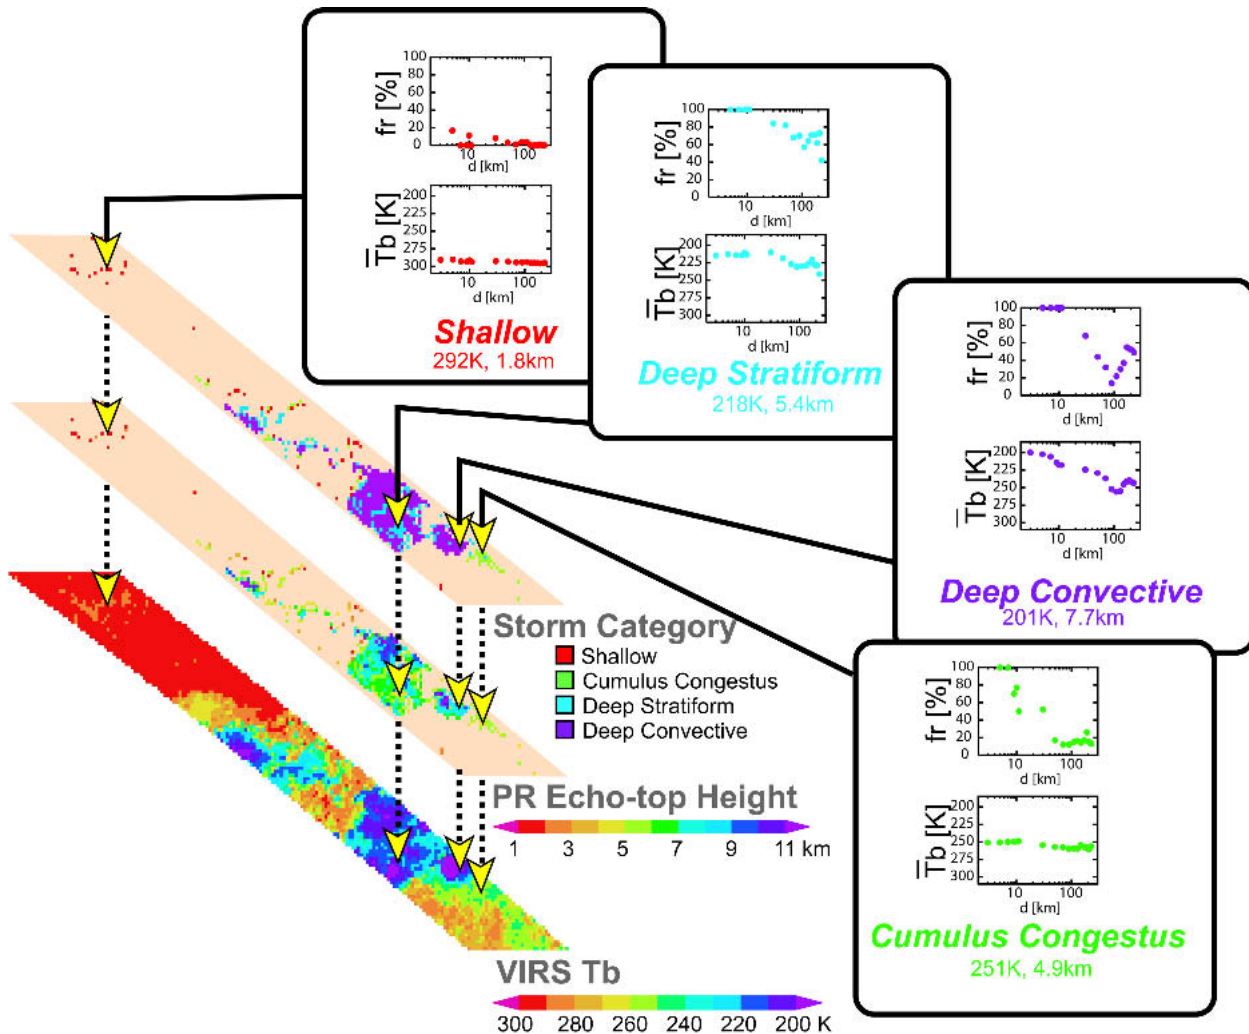 100
80
60
40
20
0
fr [%]
10
100
d [km]
200
225
250
275
300
T̅b [K]
10
100
d [km]
Shallow
292K, 1.8km
100
80
60
40
20
0
fr [%]
10
100
d [km]
200
225
250
275
300
T̅b [K]
10
100
d [km]
Deep Stratiform
218K, 5.4km
100
80
60
40
20
0
fr [%]
10
100
d [km]
200
225
250
275
300
T̅b [K]
10
100
d [km]
Deep Convective
201K, 7.7km
100
80
60
40
20
0
fr [%]
10
100
d [km]
200
225
250
275
300
T̅b [K]
10
100
d [km]
Cumulus Congestus
251K, 4.9km
Storm Category
Shallow
Cumulus Congestus
Deep Stratiform
Deep Convective
PR Echo-top Height
1 3 5 7 9 11 km
VIRS Tb
300 280 260 240 220 200 K